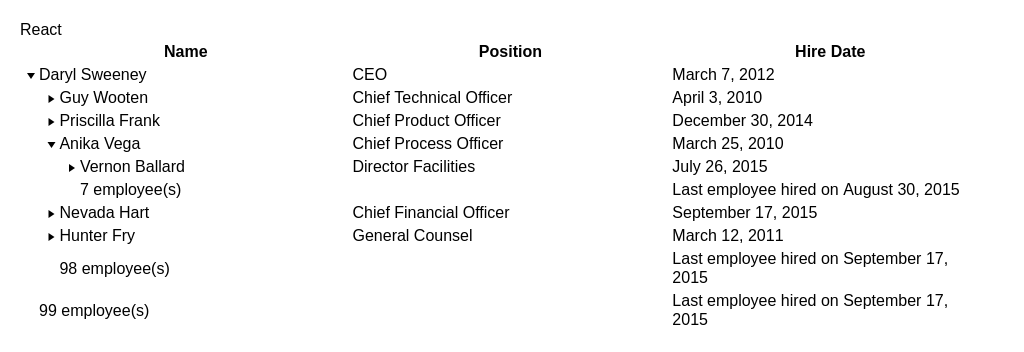 React
Name Position Hire Date
Daryl Sweeney CEO March 7, 2012
Guy Wooten Chief Technical Officer April 3, 2010
Priscilla Frank Chief Product Officer December 30, 2014
Anika Vega Chief Process Officer March 25, 2010
Vernon Ballard Director Facilities July 26, 2015
7 employee(s) Last employee hired on August 30, 2015
Nevada Hart Chief Financial Officer September 17, 2015
Hunter Fry General Counsel March 12, 2011
98 employee(s) Last employee hired on September 17,
2015
99 employee(s) Last employee hired on September 17,
2015